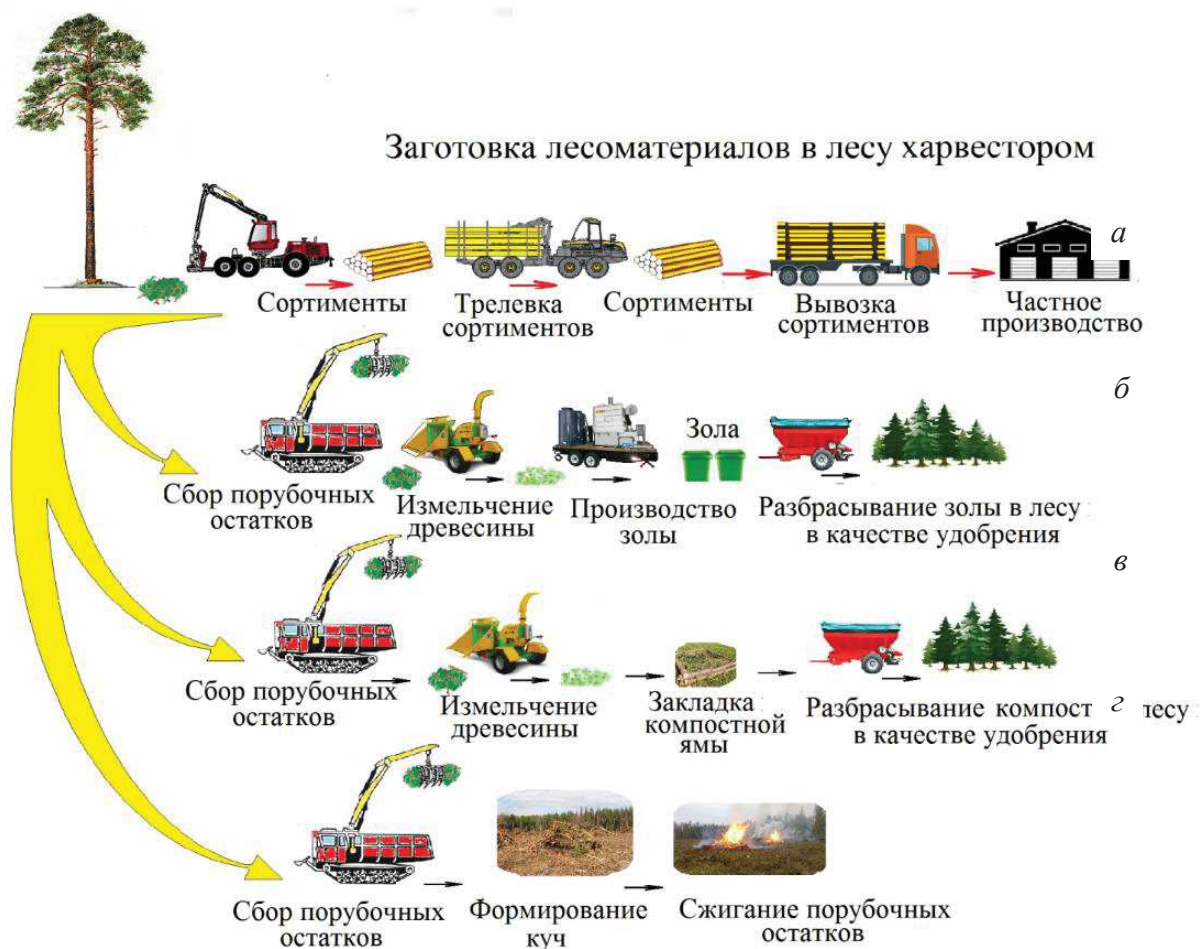 Заготовка лесоматериалов в лесу харвестором
а
Сортименты
Трелевка
сортиментов
Сортименты
Вывозка
сортиментов
Частное
производство
б
Зола
Сбор порубочных
остатков
Измельчение
древесины
Производство
золы
Разбрасывание золы в лесу
в качестве удобрения
в
Сбор порубочных
остатков
Измельчение
древесины
Закладка
компостной
ямы
г
Разбрасывание компост лесу
в качестве удобрения
Сбор порубочных
остатков
Формирование
куч
Сжигание порубочных
остатков